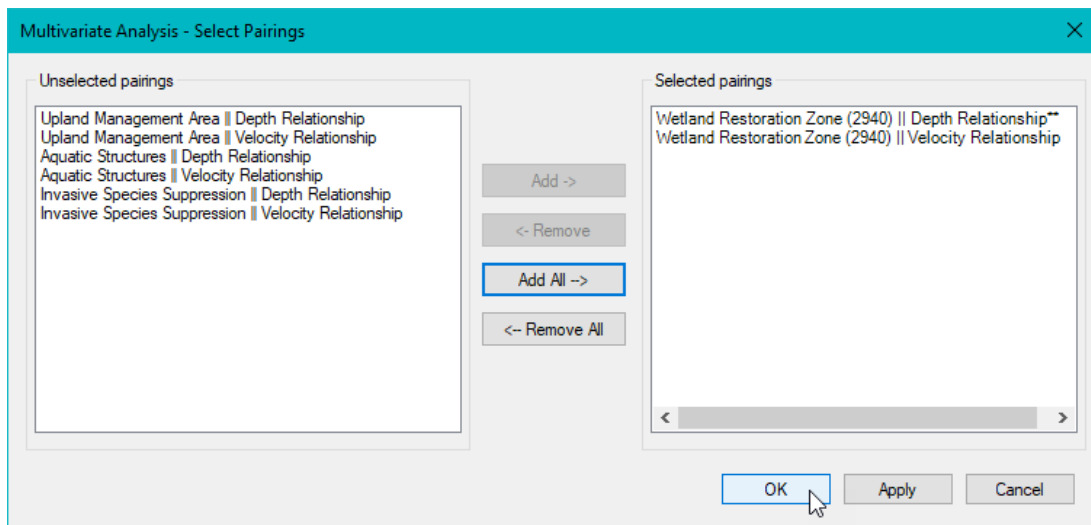 Multivariate Analysis - Select Pairings
Unselected pairings
Upland Management Area || Depth Relationship
Upland Management Area || Velocity Relationship
Aquatic Structures || Depth Relationship
Aquatic Structures || Velocity Relationship
Invasive Species Suppression || Depth Relationship
Invasive Species Suppression || Velocity Relationship
Add ->
<- Remove
Add All -->
<-- Remove All
Selected pairings
Wetland Restoration Zone (2940) || Depth Relationship**
Wetland Restoration Zone (2940) || Velocity Relationship
OK
Apply
Cancel